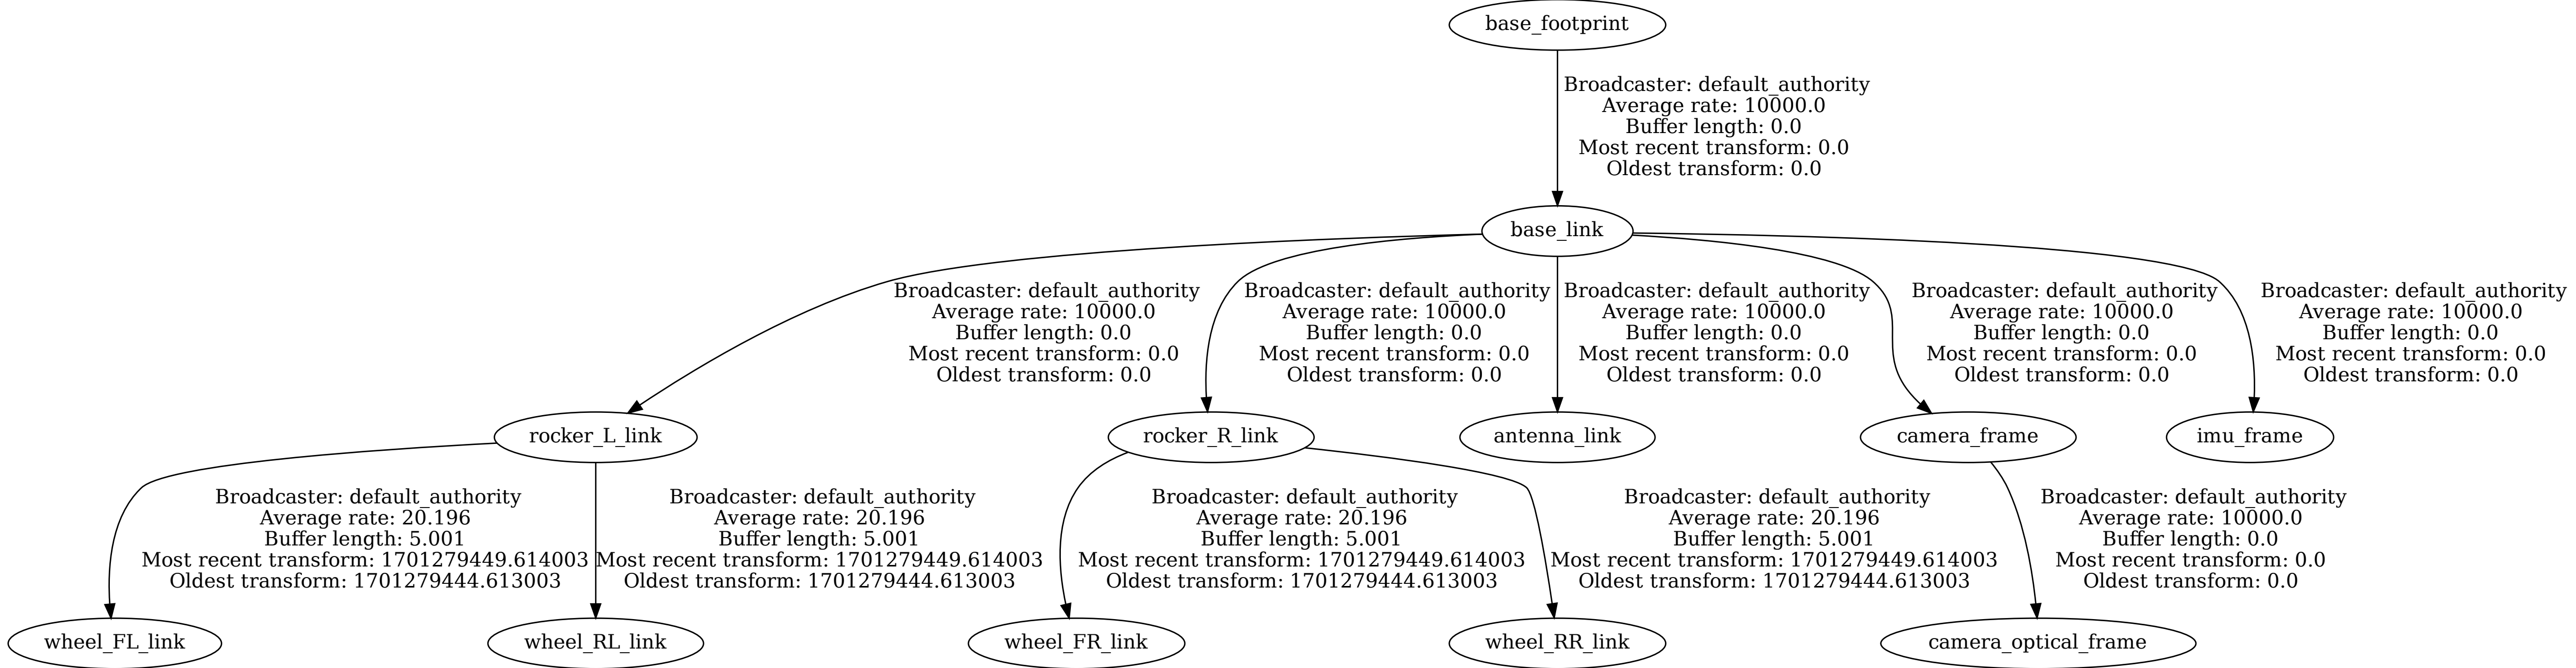 base_footprint
Broadcaster: default_authority
Average rate: 10000.0
Buffer length: 0.0
Most recent transform: 0.0
Oldest transform: 0.0
base_link
Broadcaster: default_authority
Average rate: 10000.0
Buffer length: 0.0
Most recent transform: 0.0
Oldest transform: 0.0
Broadcaster: default_authority
Average rate: 10000.0
Buffer length: 0.0
Most recent transform: 0.0
Oldest transform: 0.0
Broadcaster: default_authority
Average rate: 10000.0
Buffer length: 0.0
Most recent transform: 0.0
Oldest transform: 0.0
Broadcaster: default_authority
Average rate: 10000.0
Buffer length: 0.0
Most recent transform: 0.0
Oldest transform: 0.0
Broadcaster: default_authority
Average rate: 10000.0
Buffer length: 0.0
Most recent transform: 0.0
Oldest transform: 0.0
rocker_L_link
rocker_R_link
antenna_link
camera_frame
imu_frame
Broadcaster: default_authority
Average rate: 20.196
Buffer length: 5.001
Most recent transform: 1701279449.614003
Oldest transform: 1701279444.613003
Broadcaster: default_authority
Average rate: 20.196
Buffer length: 5.001
Most recent transform: 1701279449.614003
Oldest transform: 1701279444.613003
Broadcaster: default_authority
Average rate: 20.196
Buffer length: 5.001
Most recent transform: 1701279449.614003
Oldest transform: 1701279444.613003
Broadcaster: default_authority
Average rate: 20.196
Buffer length: 5.001
Most recent transform: 1701279449.614003
Oldest transform: 1701279444.613003
Broadcaster: default_authority
Average rate: 10000.0
Buffer length: 0.0
Most recent transform: 0.0
Oldest transform: 0.0
wheel_FL_link
wheel_RL_link
wheel_FR_link
wheel_RR_link
camera_optical_frame